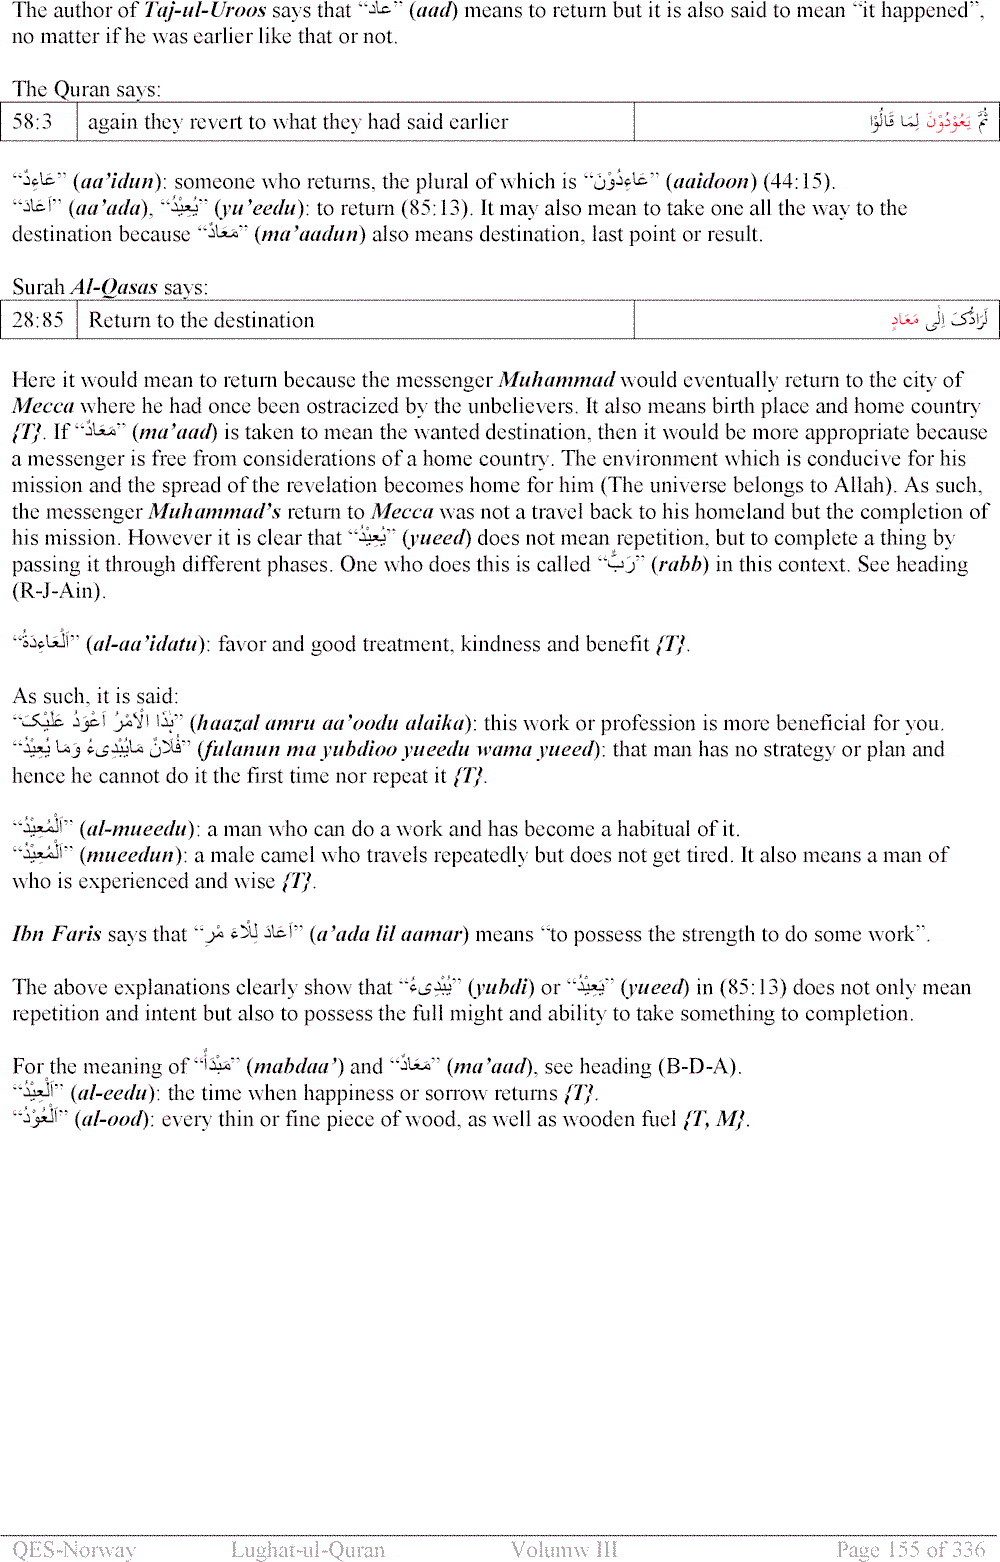 The author of Taj-ul-Uroos says that “عاد” (aad) means to return but it is also said to mean “it happened”,
no matter if he was earlier like that or not.
The Quran says:
58:3 again they revert to what they had said earlier ثُمَّ يَعُوْدُوْنَ لِمَا قَالُوْا
“عَاءِدٌ” (aa’idun): someone who returns, the plural of which is “عَاءِدُوْنَ” (aaidoon) (44:15).
“اَعَادَ” (aa’ada), “يُعِيْدُ” (yu’eedu): to return (85:13). It may also mean to take one all the way to the
destination because “مَعَادٌ” (ma’aadun) also means destination, last point or result.
Surah Al-Qasas says:
28:85 Return to the destination لَرَادُّکَ اِلٰی مَعَادٍ
Here it would mean to return because the messenger Muhammad would eventually return to the city of
Mecca where he had once been ostracized by the unbelievers. It also means birth place and home country
{T}. If “مَعَادٌ” (ma’aad) is taken to mean the wanted destination, then it would be more appropriate because
a messenger is free from considerations of a home country. The environment which is conducive for his
mission and the spread of the revelation becomes home for him (The universe belongs to Allah). As such,
the messenger Muhammad’s return to Mecca was not a travel back to his homeland but the completion of
his mission. However it is clear that “يُعِيْدُ” (yueed) does not mean repetition, but to complete a thing by
passing it through different phases. One who does this is called “رَبٌّ” (rabb) in this context. See heading
(R-J-Ain).
“اَلْعَاءِدَةُ” (al-aa’idatu): favor and good treatment, kindness and benefit {T}.
As such, it is said:
“ہٰذَا الْاَمْرُ اَعْوَدُ عَلَيْکَ” (haazal amru aa’oodu alaika): this work or profession is more beneficial for you.
“فُلَانٌ مَايُبْدِیءُ وَمَا يُعِيْدُ” (fulanun ma yubdioo yueedu wama yueed): that man has no strategy or plan and
hence he cannot do it the first time nor repeat it {T}.
“اَلْمُعِيْدُ” (al-mueedu): a man who can do a work and has become a habitual of it.
“اَلْمُعِيْدُ” (mueedun): a male camel who travels repeatedly but does not get tired. It also means a man of
who is experienced and wise {T}.
Ibn Faris says that “اَعَادَ لِلْاءَ مْرِ” (a’ada lil aamar) means “to possess the strength to do some work”.
The above explanations clearly show that “يُبْدِیءُ” (yubdi) or “يَعِيْدُ” (yueed) in (85:13) does not only mean
repetition and intent but also to possess the full might and ability to take something to completion.
For the meaning of “مَبْدَأٌ” (mabdaa’) and “مَعَادٌ” (ma’aad), see heading (B-D-A).
“اَلْعِيْدُ” (al-eedu): the time when happiness or sorrow returns {T}.
“اَلْعُوْدُ” (al-ood): every thin or fine piece of wood, as well as wooden fuel {T, M}.
QES-Norway Lughat-ul-Quran Volumw III Page 155 of 336